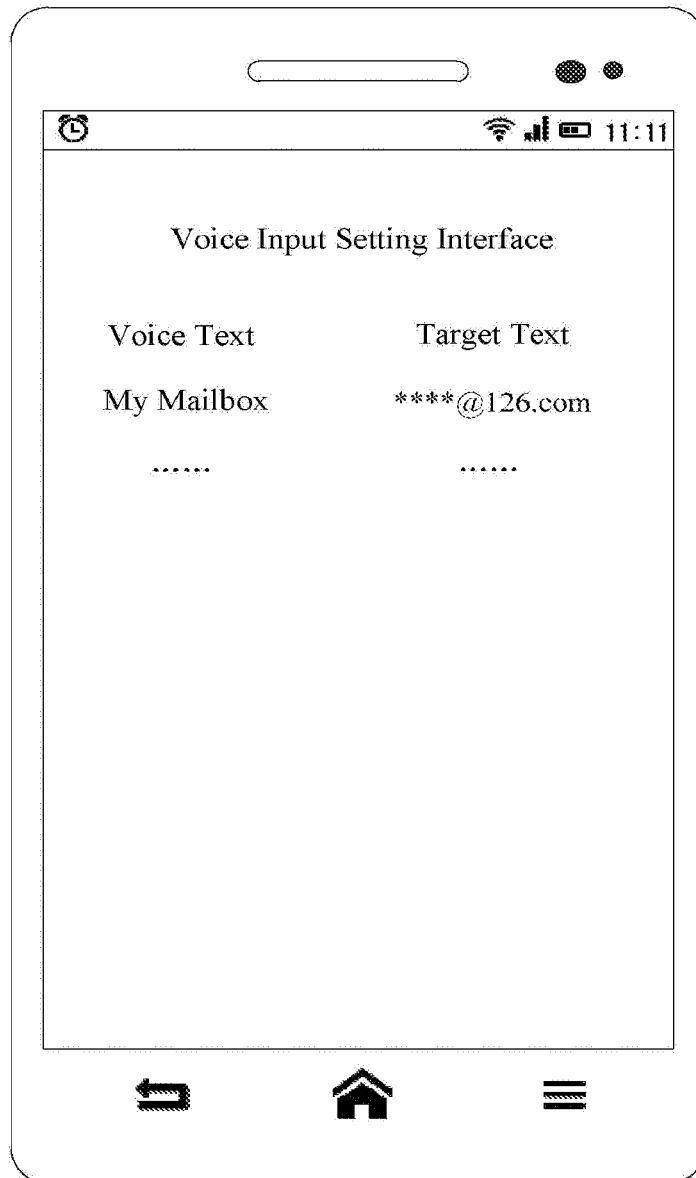 11:11
Voice Input Setting Interface
Voice Text Target Text
My Mailbox ****@126.com
...... ......